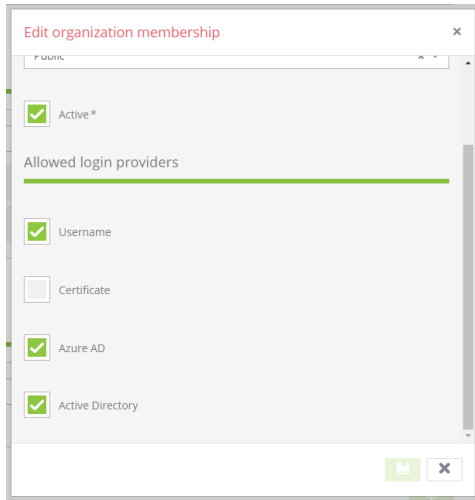 Edit organization membership
Public
Active *
Allowed login providers
Username
Certificate
Azure AD
Active Directory